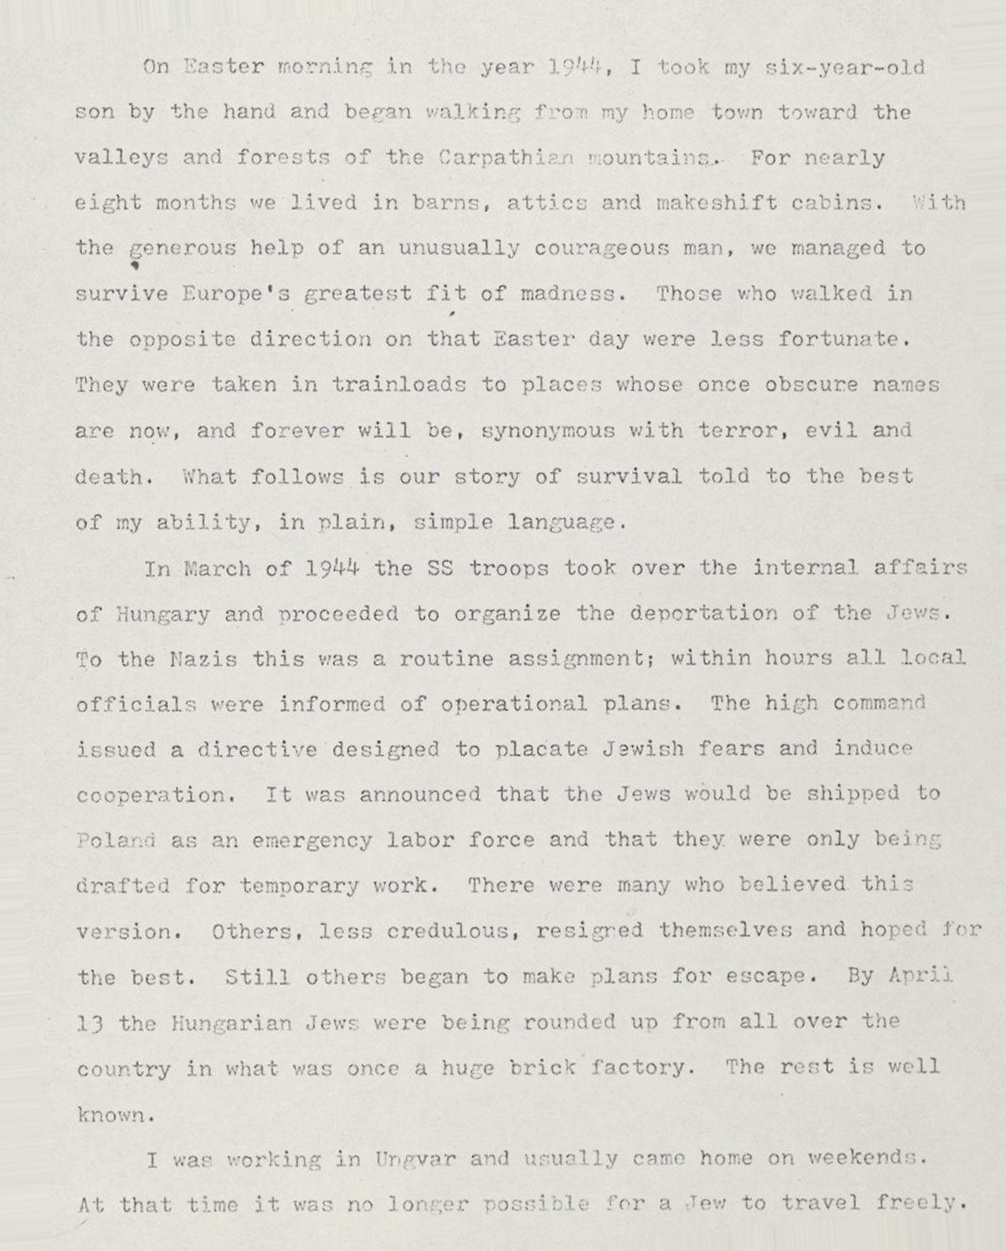 On Easter morning in the year 1944, I took my six-year-old
son by the hand and began walking from my home town toward the
valleys and forests of the Carpathian mountains. For nearly
eight months we lived in barns, attics and makeshift cabins. With
the generous help of an unusually courageous man, we managed to
survive Europe's greatest fit of madness. Those who walked in
the opposite direction on that Easter day were less fortunate.
They were taken in trainloads to places whose once obscure names
are now, and forever will be, synonymous with terror, evil and
death. What follows is our story of survival told to the best
of my ability, in plain, simple language.
In March of 1944 the SS troops took over the internal affairs
of Hungary and proceeded to organize the deportation of the Jews.
To the Nazis this was a routine assignment; within hours all local
officials were informed of operational plans. The high command
issued a directive designed to placate Jewish fears and induce
cooperation. It was announced that the Jews would be shipped to
Poland as an emergency labor force and that they were only being
drafted for temporary work. There were many who believed this
version. Others, less credulous, resigned themselves and hoped for
the best. Still others began to make plans for escape. By April
13 the Hungarian Jews were being rounded up from all over the
country in what was once a huge brick factory. The rest is well
known.
I was working in Ungvar and usually came home on weekends.
At that time it was no longer possible for a Jew to travel freely.